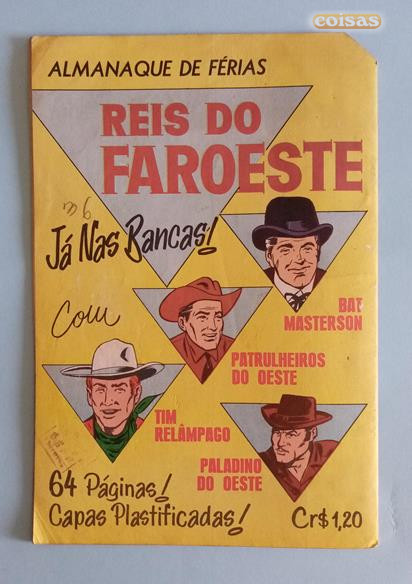 coisas
ALMANAQUE DE FÉRIAS
REIS DO
FAROESTE
Já Nas Bancas!
Com
BAT
MASTERSON
PATRULHEIROS
DO OESTE
TIM
RELÂMPAGO
PALADINO
DO OESTE
64 Páginas!
Capas Plastificadas!
Cr$ 1,20